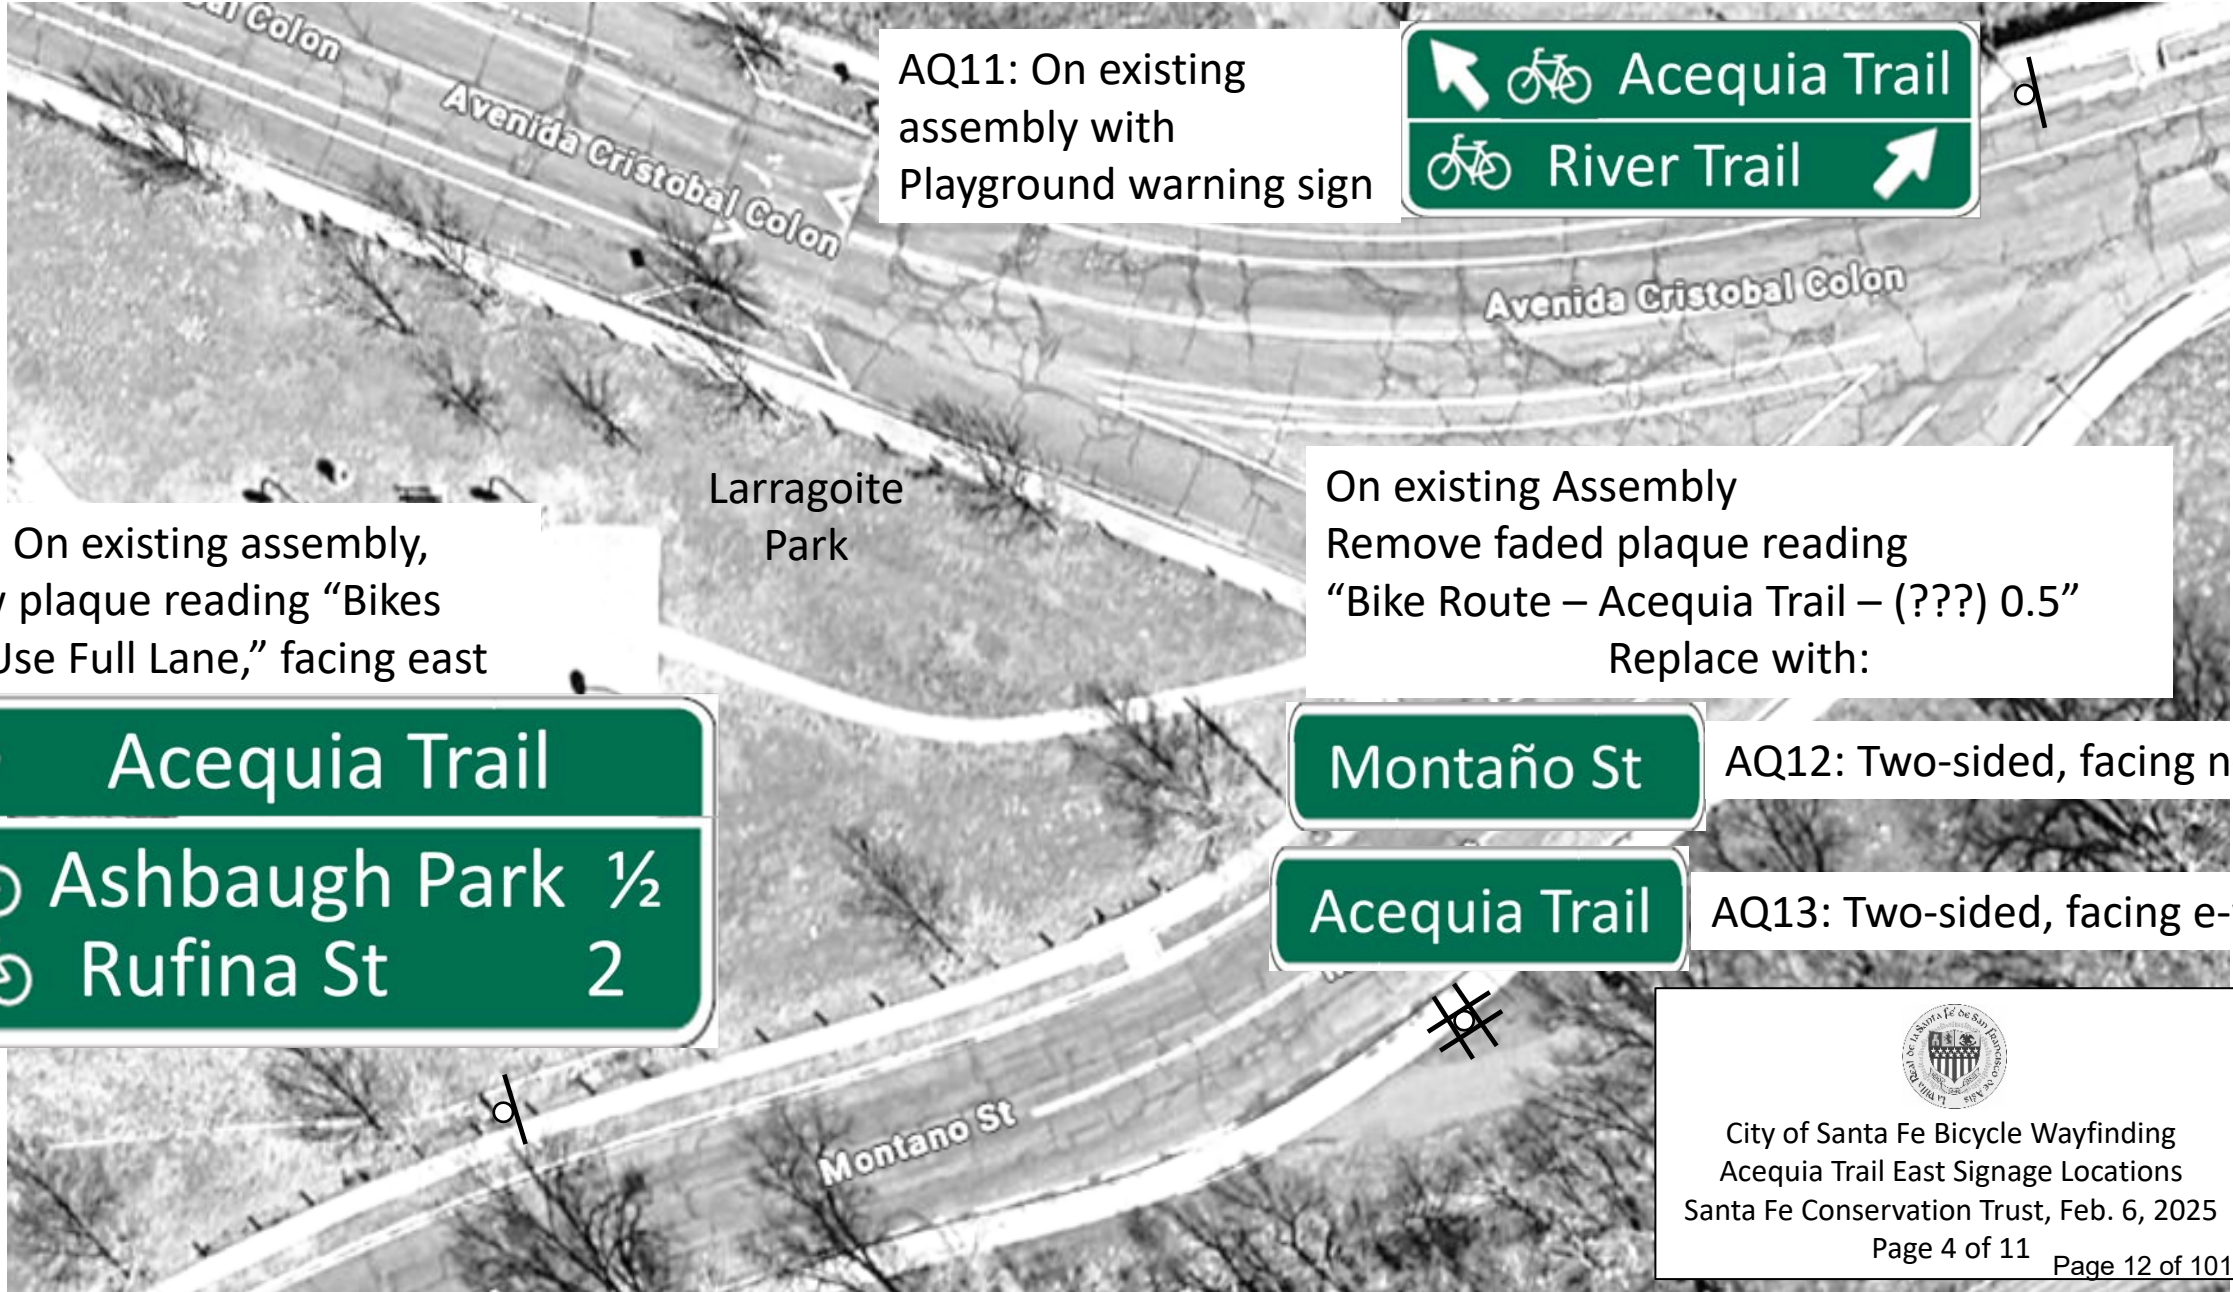 Colon
Avenida Cristobal Colon
AQ11: On existing
assembly with
Playground warning sign
Acequia Trail
River Trail
Avenida Cristobal Colon
Larragoite
Park
On existing assembly,
plaque reading “Bikes
Use Full Lane,” facing east
Acequia Trail
Ashbaugh Park ½
Rufina St 2
On existing Assembly
Remove faded plaque reading
“Bike Route – Acequia Trail – (???) 0.5”
Replace with:
Montaño St
AQ12: Two-sided, facing n
Acequia Trail
AQ13: Two-sided, facing e-
Montano St
City of Santa Fe Bicycle Wayfinding
Acequia Trail East Signage Locations
Santa Fe Conservation Trust, Feb. 6, 2025
Page 4 of 11
Page 12 of 101